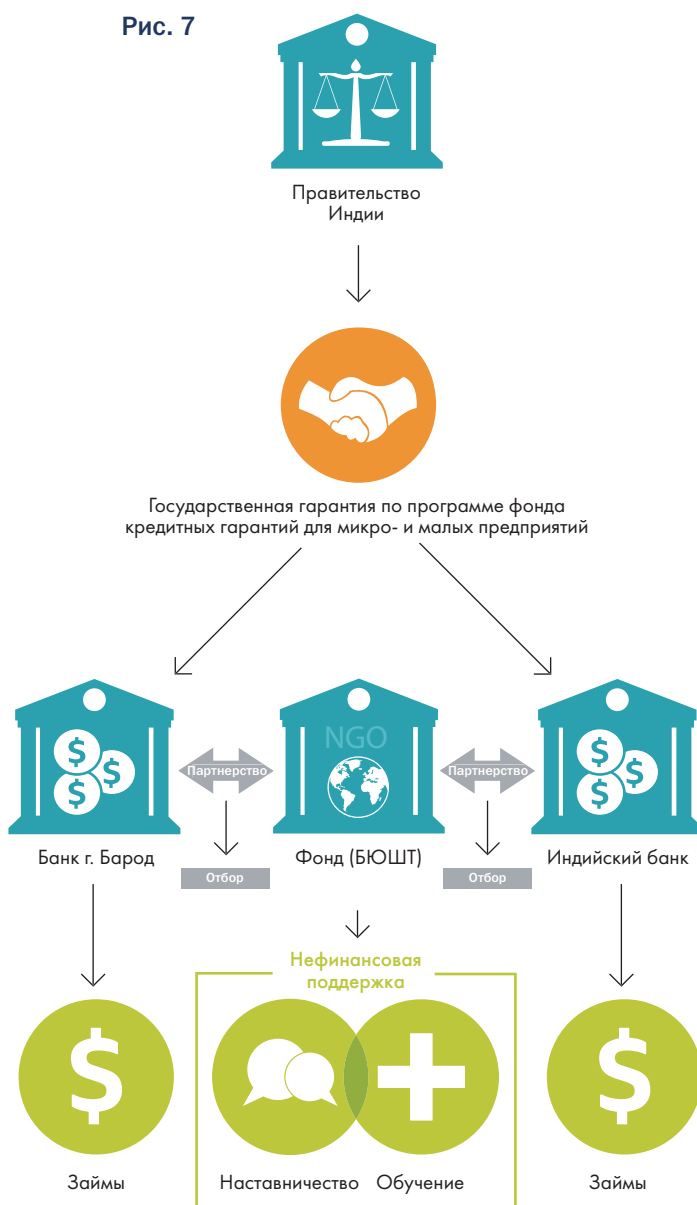 Рис. 7
Правительство
Индии
Государственная гарантия по программе фонда
кредитных гарантий для микро- и малых предприятий
$ $ $
NGO
$ $ $
Партнерство
Партнерство
Банк г. Барод
Фонд (БЮШТ)
Индийский банк
Отбор
Отбор
Нефинансовая
поддержка
$
$
Займы
Наставничество
Обучение
Займы